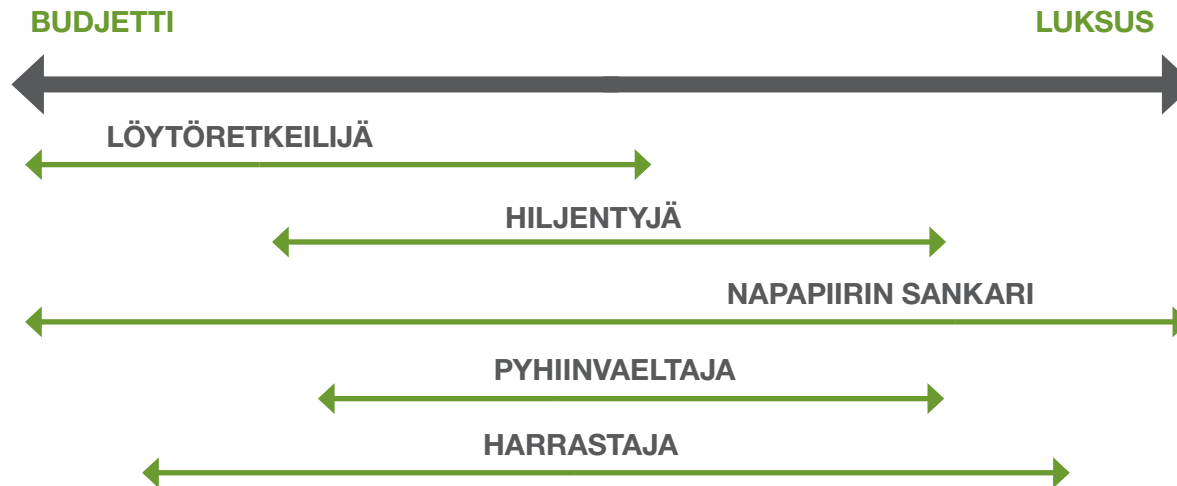 BUDJETTI
LUKSUS
LÖYTÖRETKEILIJÄ
HILJENTYJÄ
NAPAPIIRIN SANKARI
PYHIINVAELTAJA
HARRASTAJA